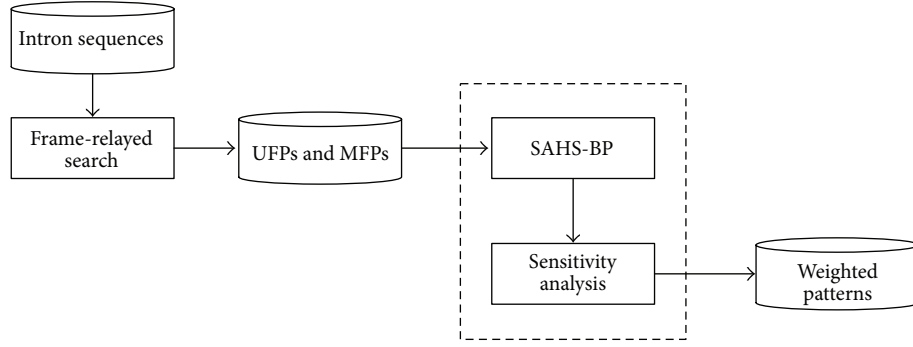 Intron sequences
Frame-relayed
search
UFPs and MFPs
SAHS-BP
Sensitivity
analysis
Weighted
patterns